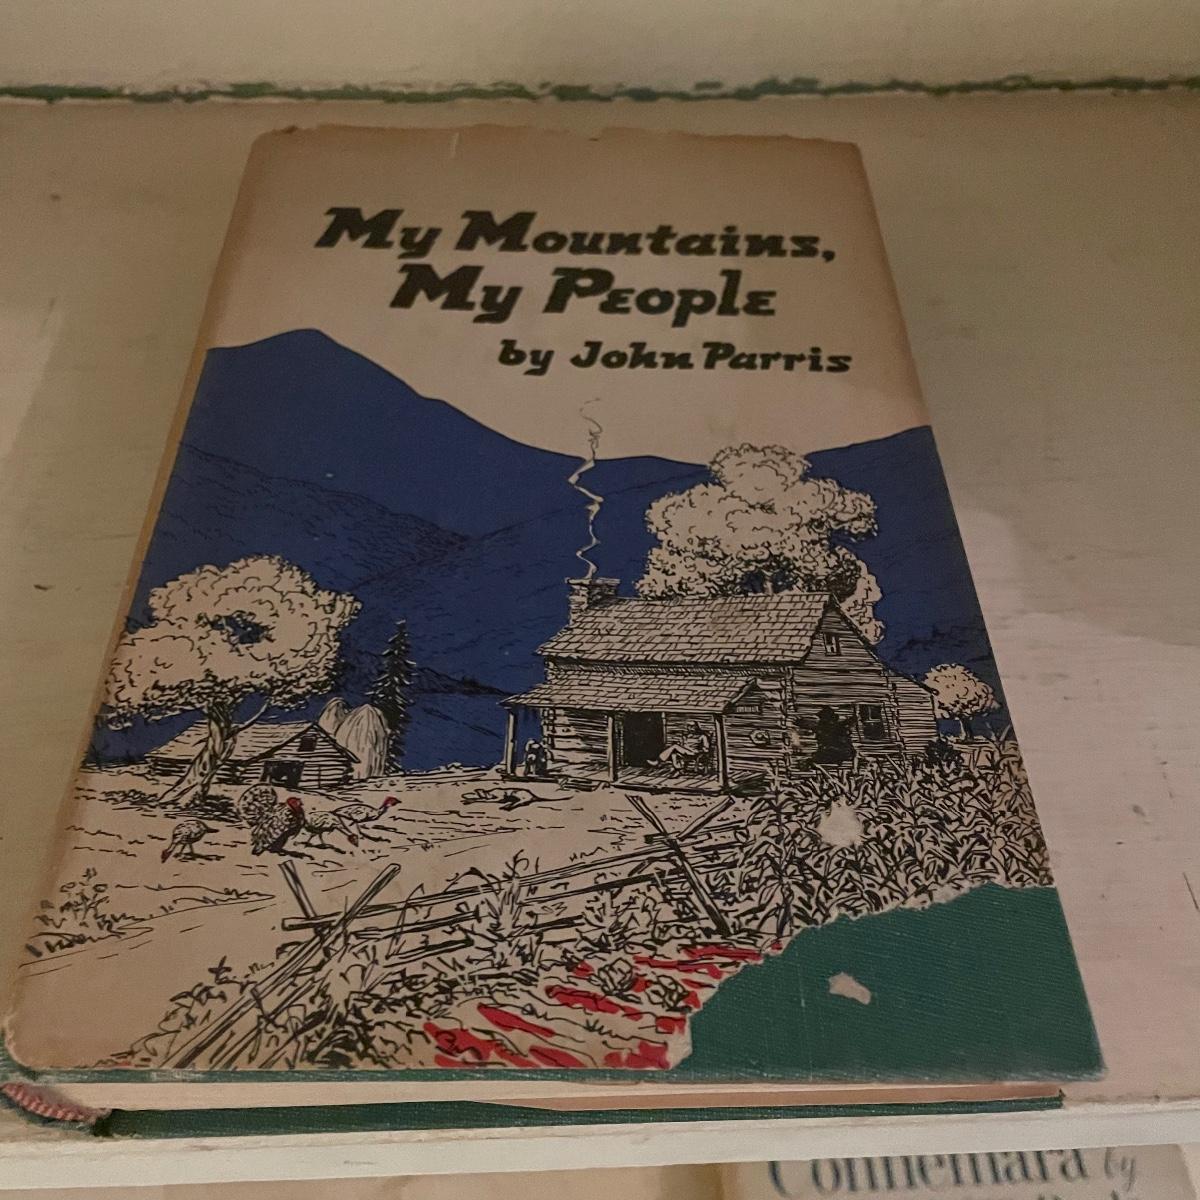 My Mountains,
My People
by John Parris
Connemara by